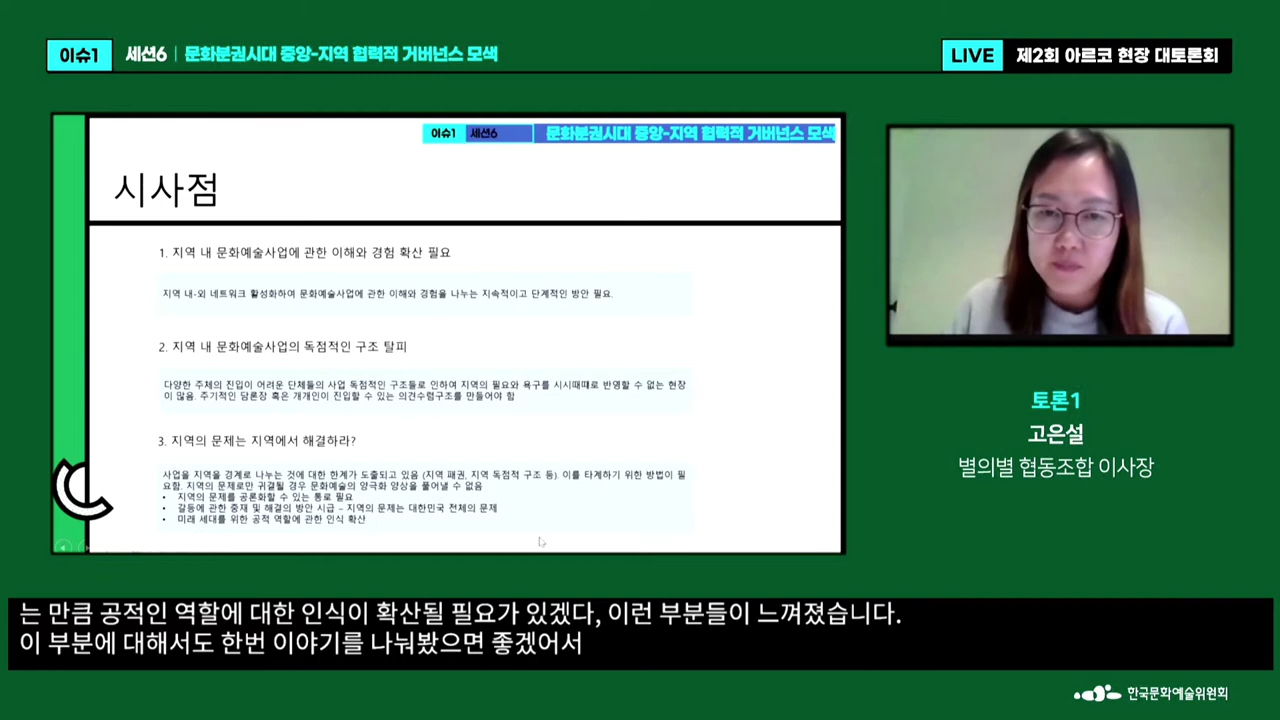 이슈1 세션6 | 문화분권시대 중앙-지역 협력적 거버넌스 모색
LIVE 제2회 아르코 현장 대토론회
이슈1 세션6 문화분권시대 중앙-지역 협력적 거버넌스 모색
시사점
1. 지역 내 문화예술사업에 관한 이해와 경험 확산 필요
지역 내-외 네트워크 활성화하여 문화예술사업에 관한 이해와 경험을 나누는 지속적이고 단계적인 방안 필요.
2. 지역 내 문화예술사업의 독점적인 구조 탈피
다양한 주체의 진입이 어려운 단체들의 사업 독점적인 구조들로 인하여 지역의 필요와 욕구를 시시때때로 반영할 수 없는 현장
이 많음. 주기적인 담론장 혹은 개개인이 진입할 수 있는 의견수렴구조를 만들어야 함
3. 지역의 문제는 지역에서 해결하라?
사업을 지역을 경계로 나누는 것에 대한 한계가 도출되고 있음 (지역 패권, 지역 독점적 구조 등). 이를 타계하기 위한 방법이 필
요함. 지역의 문제로만 귀결될 경우 문화예술의 양극화 양상을 풀어낼 수 없음
• 지역의 문제를 공론화할 수 있는 통로 필요
• 갈등에 관한 중재 및 해결의 방안 시급 – 지역의 문제는 대한민국 전체의 문제
• 미래 세대를 위한 공적 역할에 관한 인식 확산
토론1
고은설
별의별 협동조합 이사장
는 만큼 공적인 역할에 대한 인식이 확산될 필요가 있겠다, 이런 부분들이 느껴졌습니다.
이 부분에 대해서도 한번 이야기를 나눠봤으면 좋겠어서
한국문화예술위원회